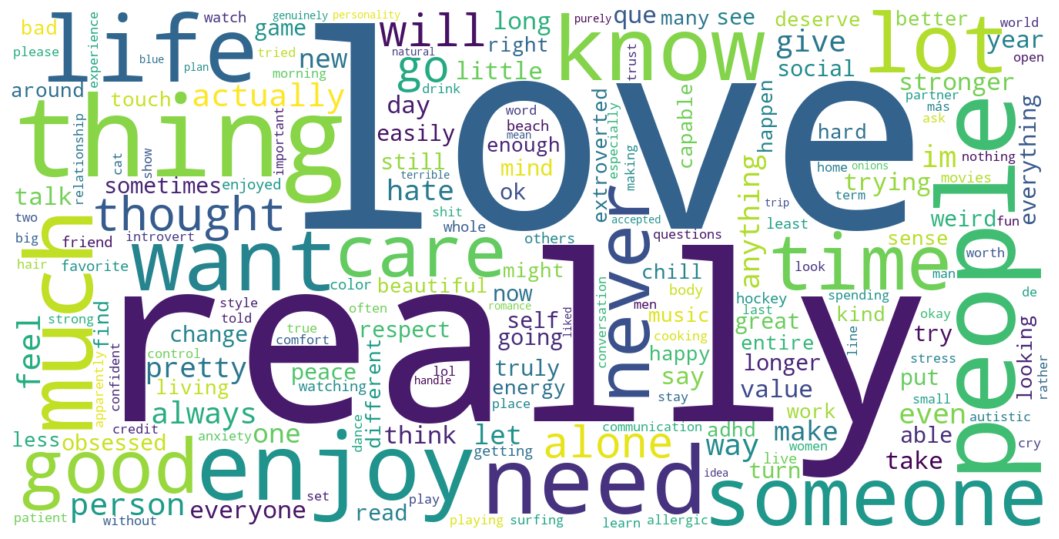 love
really
life
thing
people
know
lot
much
want
care
time
need
enjoy
good
someone
never
will
go
thought
alone
actually
give
hate
always
pretty
person
everyone
great
stronger
bad
please
genuinely
personality
watch
game
experience
tried
blue
plan
natural
morning
around
touch
new
long
right
que
many
see
little
drink
trust
day
easily
word
beach
mean
enough
mind
ok
still
terrible
especially
making
extroverted
capable
deserve
better
year
world
open
social
happen
partner
más
ask
hard
home
onions
im
nothing
movies
everything
trying
anything
trip
term
least
weird
fun
sense
worth
man
look
talk
relationship
cat
show
important
sometimes
enjoyed
two
big
friend
introvert
shit
whole
others
accepted
questions
hair
favorite
color
beautiful
might
now
chill
body
men
feel
strong
find
style
told
often
romance
liked
self
going
conversation
music
hockey
last
spending
kind
line
okay
try
looking
de
rather
change
true
comfort
respect
happy
entire
confident
apparently
control
peace
lol
handle
truly
energy
say
stay
longer
value
stress
put
small
autistic
cry
living
watching
different
place
cooking
work
even
less
obsessed
credit
anxiety
one
dance
think
getting
let
communication
adhd
way
make
women
live
turn
idea
able
take
patient
without
set
play
read
playing
surfing
learn
allergic